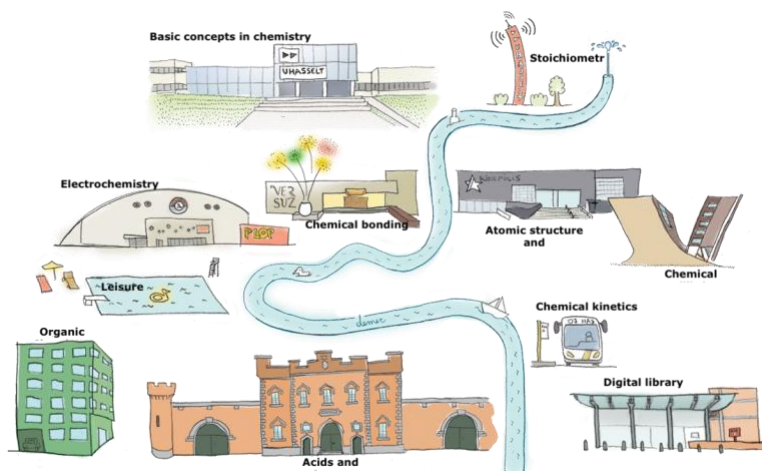 Basic concepts in chemistry
UHASSELT
Stoichiometr
Electrochemistry
VER
SUZ
Chemical bonding
PLOP
Atomic structure
and
Chemical
Leisure
demer
Chemical kinetics
Organic
Digital library
Acids and